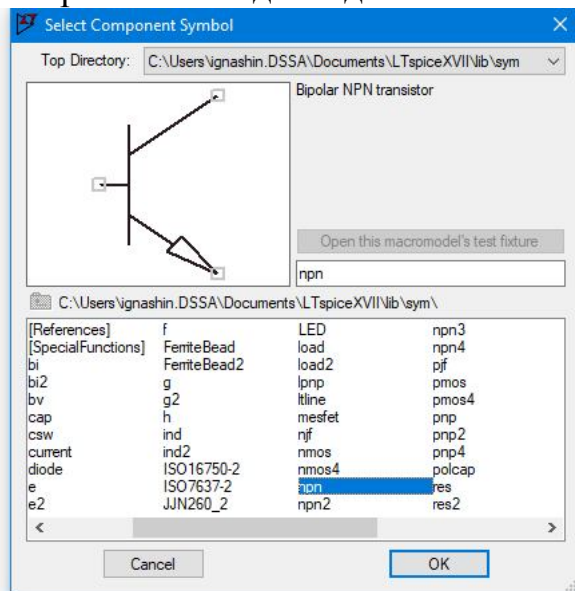 Select Component Symbol
Top Directory: C:\Users\ignashin.DSSA\Documents\LTspiceXVII\lib\sym
Bipolar NPN transistor
Open this macromodel's test fixture
npn
C:\Users\ignashin.DSSA\Documents\LTspiceXVII\lib\sym\
[References] f LED npn3
[SpecialFunctions] FerriteBead load npn4
bi FerriteBead2 load2 pjf
bi2 g lpnp pmos
bv g2 ltline pmos4
cap h mesfet pnp
csw ind njf pnp2
current ind2 nmos pnp4
diode ISO16750-2 nmos4 polcap
e ISO7637-2 npn res
e2 JJN260_2 npn2 res2
Cancel OK